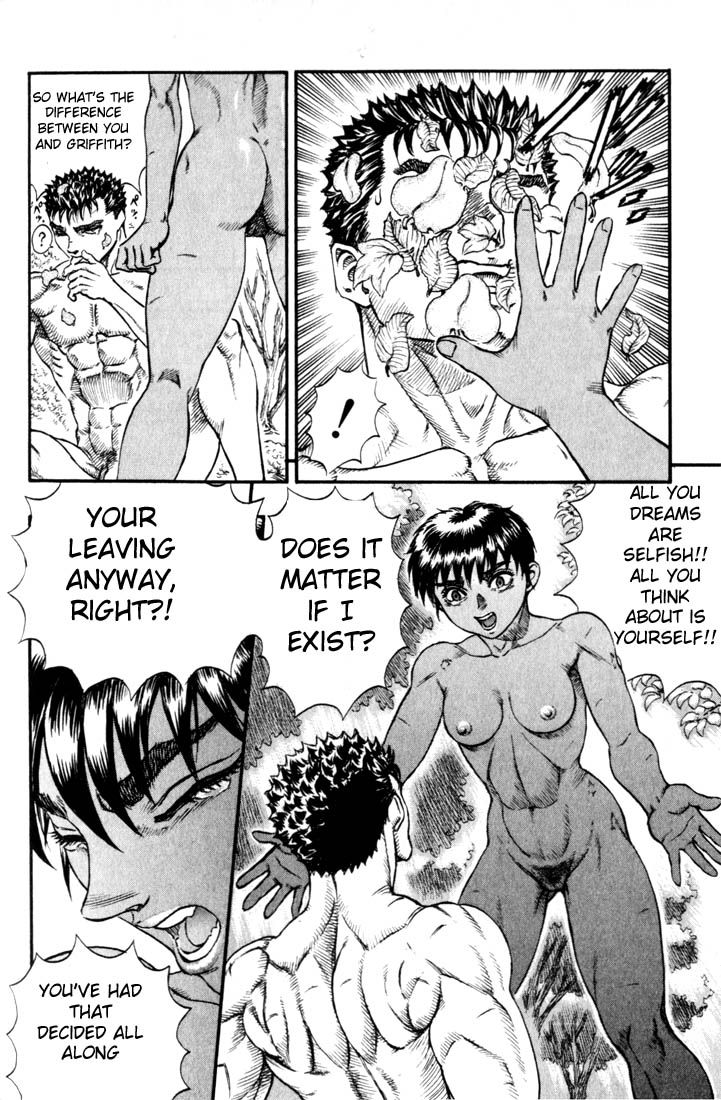 !
SO WHAT'S THE
DIFFERENCE
BETWEEN YOU
AND GRIFFITH?
?
ALL YOU
DREAMS
ARE
SELFISH!!
ALL YOU
THINK
ABOUT IS
YOURSELF!!
DOES IT
MATTER
IF I
EXIST?
YOUR
LEAVING
ANYWAY,
RIGHT?!
YOU'VE HAD
THAT
DECIDED ALL
ALONG